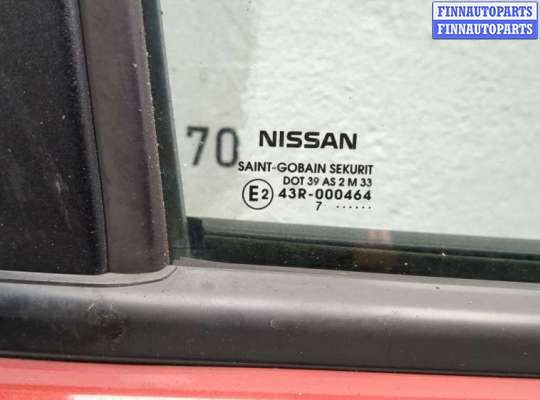 FINNAUTOPARTS
FINNAUTOPARTS
70
NISSAN
SAINT-GOBAIN SEKURIT
DOT 39 AS 2 M 33
E2 43R-000464
7 ......